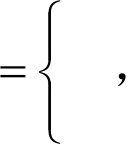 ={ ,